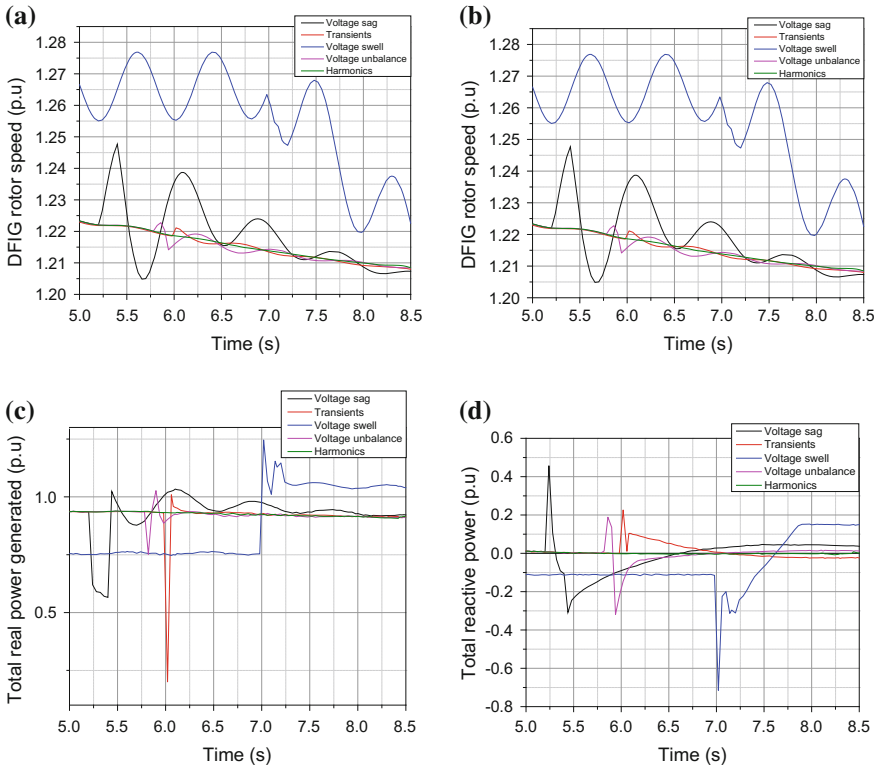 (a)
Voltage sag
Transients
Voltage swell
Voltage unbalance
Harmonics
DFIG rotor speed (p.u)
1.28
1.27
1.26
1.25
1.24
1.23
1.22
1.21
1.20
5.0 5.5 6.0 6.5 7.0 7.5 8.0 8.5
Time (s)
(b)
Voltage sag
Transients
Voltage swell
Voltage unbalance
Harmonics
DFIG rotor speed (p.u)
1.28
1.27
1.26
1.25
1.24
1.23
1.22
1.21
1.20
5.0 5.5 6.0 6.5 7.0 7.5 8.0 8.5
Time (s)
(c)
Voltage sag
Transients
Voltage swell
Voltage unbalance
Harmonics
Total real power generated (p.u)
1.0
0.5
5.0 5.5 6.0 6.5 7.0 7.5 8.0 8.5
Time (s)
(d)
Voltage sag
Transients
Voltage swell
Voltage unbalance
Harmonics
Total reactive power (p.u)
0.6
0.4
0.2
0.0
-0.2
-0.4
-0.6
-0.8
5.0 5.5 6.0 6.5 7.0 7.5 8.0 8.5
Time (s)